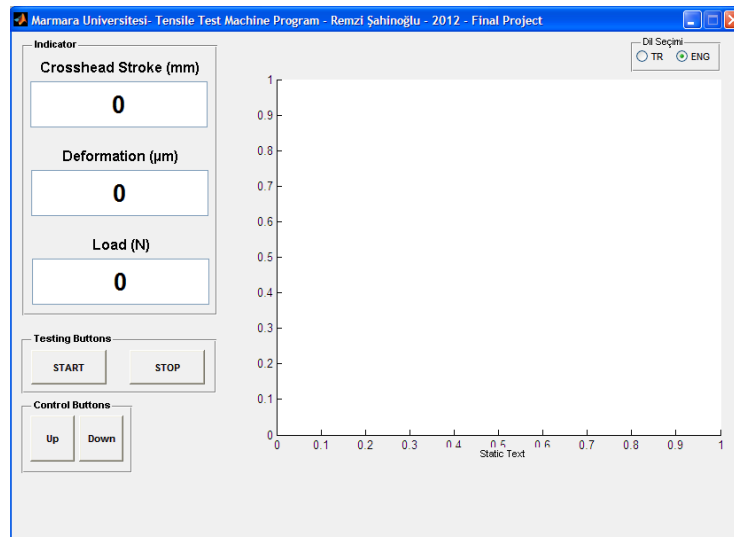 Marmara Universitesi- Tensile Test Machine Program - Remzi Şahinoğlu - 2012 - Final Project
Indicator
Crosshead Stroke (mm)
0
Deformation (µm)
0
Load (N)
0
Testing Buttons
START STOP
Control Buttons
Up Down
Dil Seçimi
TR ENG
1
0.9
0.8
0.7
0.6
0.5
0.4
0.3
0.2
0.1
0
0 0.1 0.2 0.3 0.4 0.5 0.6 0.7 0.8 0.9 1
Static Text